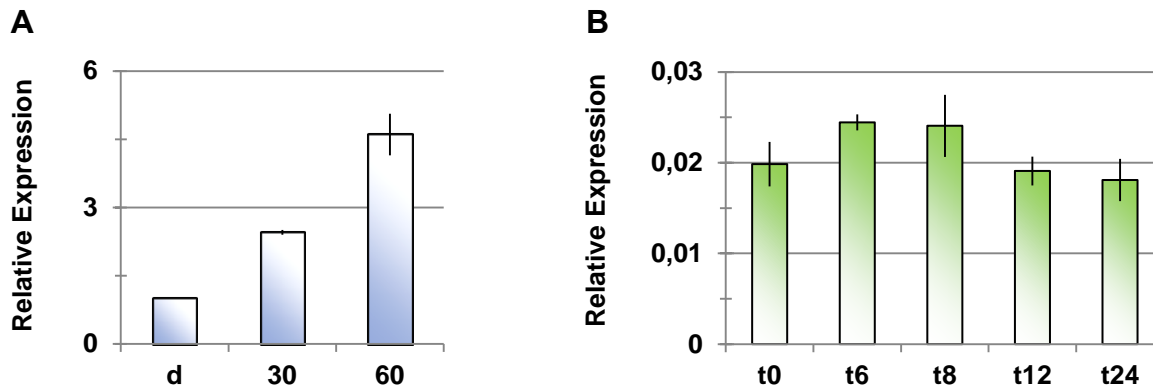 A
Relative Expression
6
3
0
d 30 60
B
Relative Expression
0,03
0,02
0,01
0
t0 t6 t8 t12 t24